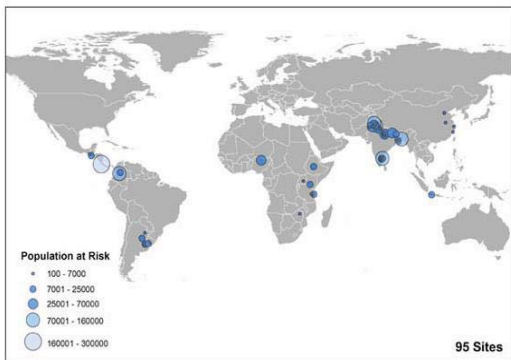 Population at Risk
100 - 7000
7001 - 25000
25001 - 70000
70001 - 160000
160001 - 300000
95 Sites